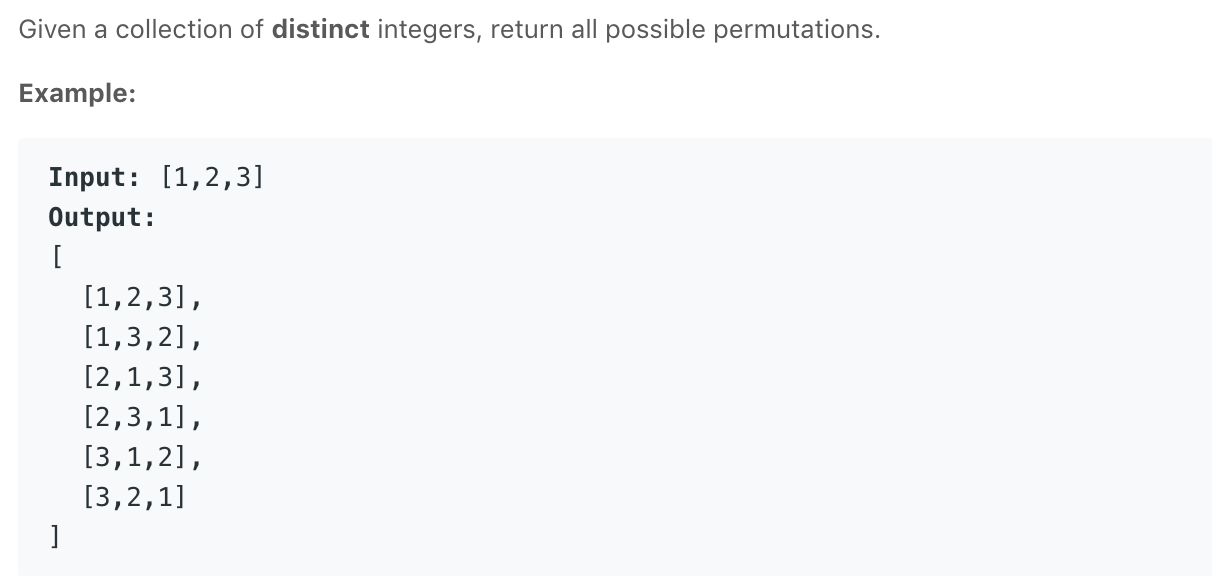 Given a collection of distinct integers, return all possible permutations.
Example:
Input: [1,2,3]
Output:
[
  [1,2,3],
  [1,3,2],
  [2,1,3],
  [2,3,1],
  [3,1,2],
  [3,2,1]
]